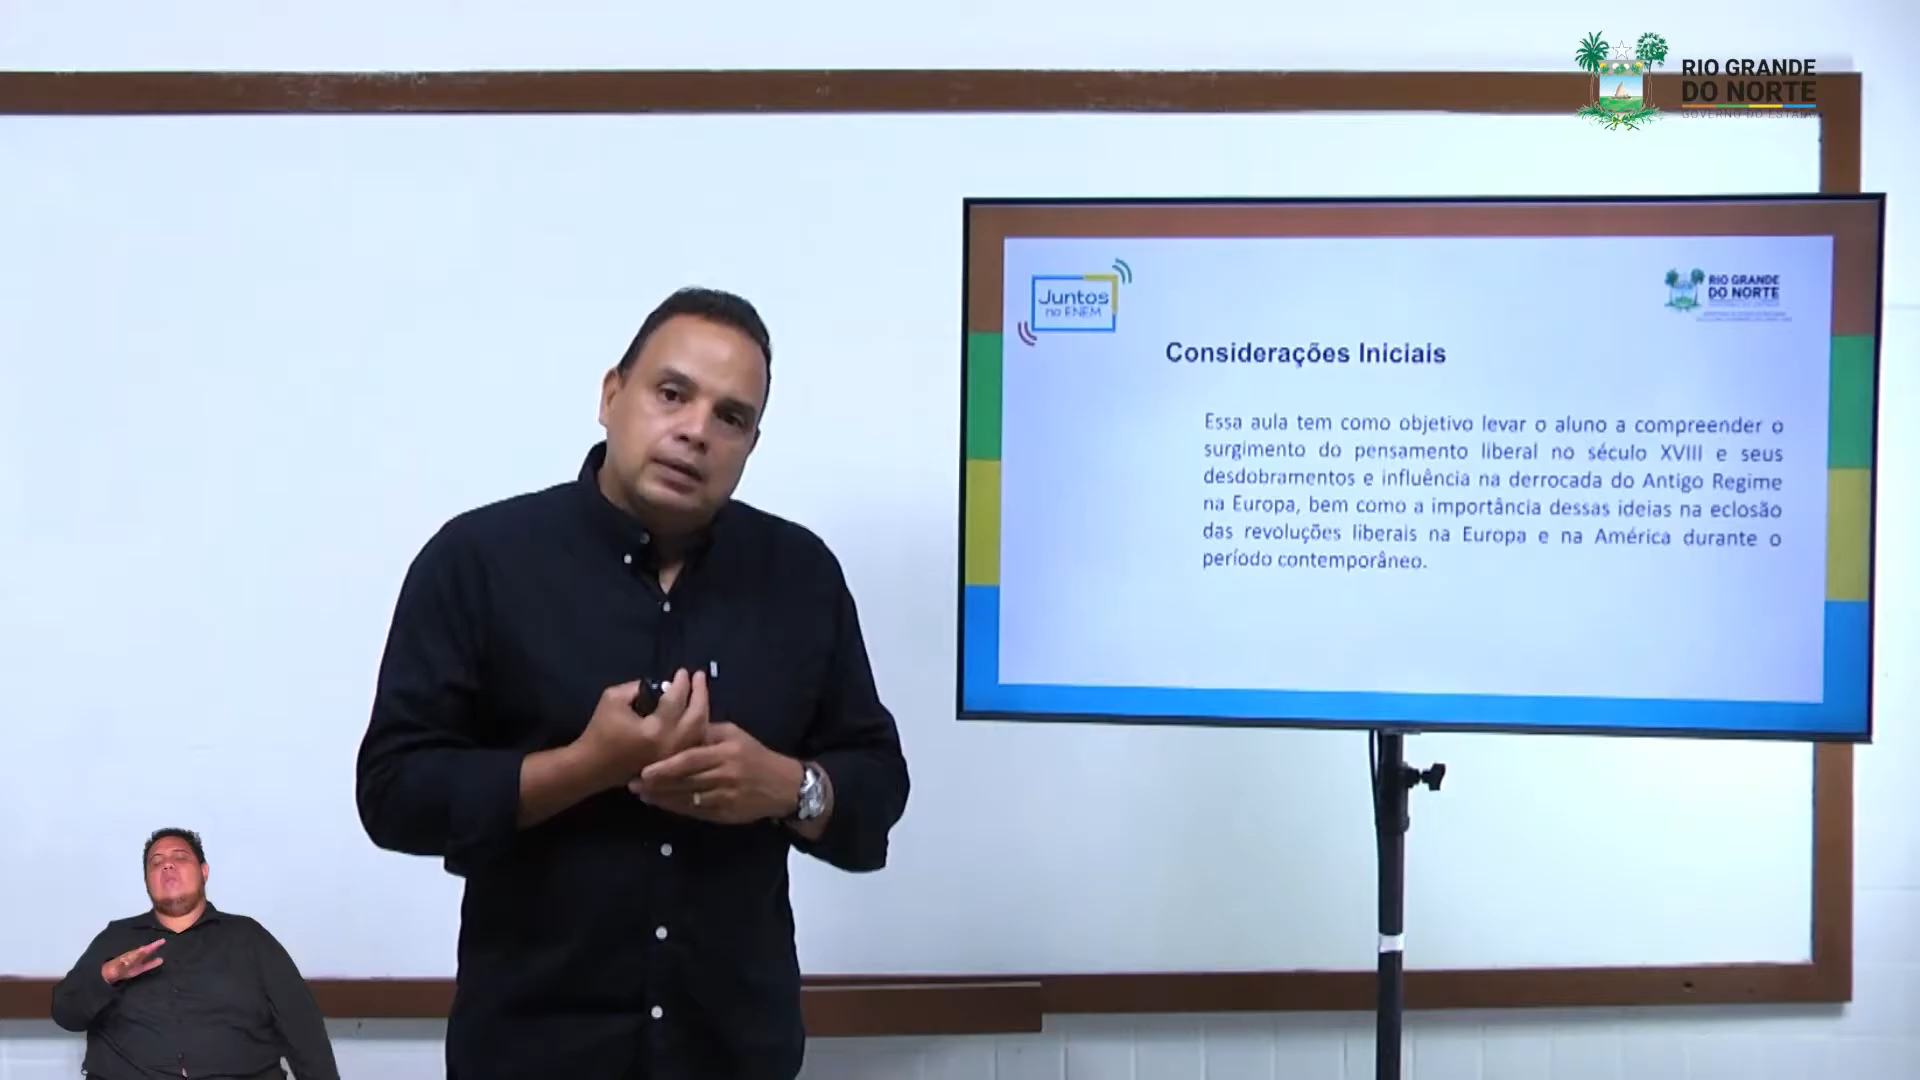 RIO GRANDE
DO NORTE
GOVERNO DO ESTADO
Juntos
no ENEM
RIO GRANDE
DO NORTE
Considerações Iniciais
Essa aula tem como objetivo levar o aluno a compreender o
surgimento do pensamento liberal no século XVIII e seus
desdobramentos e influência na derrocada do Antigo Regime
na Europa, bem como a importância dessas ideias na eclosão
das revoluções liberais na Europa e na América durante o
período contemporâneo.